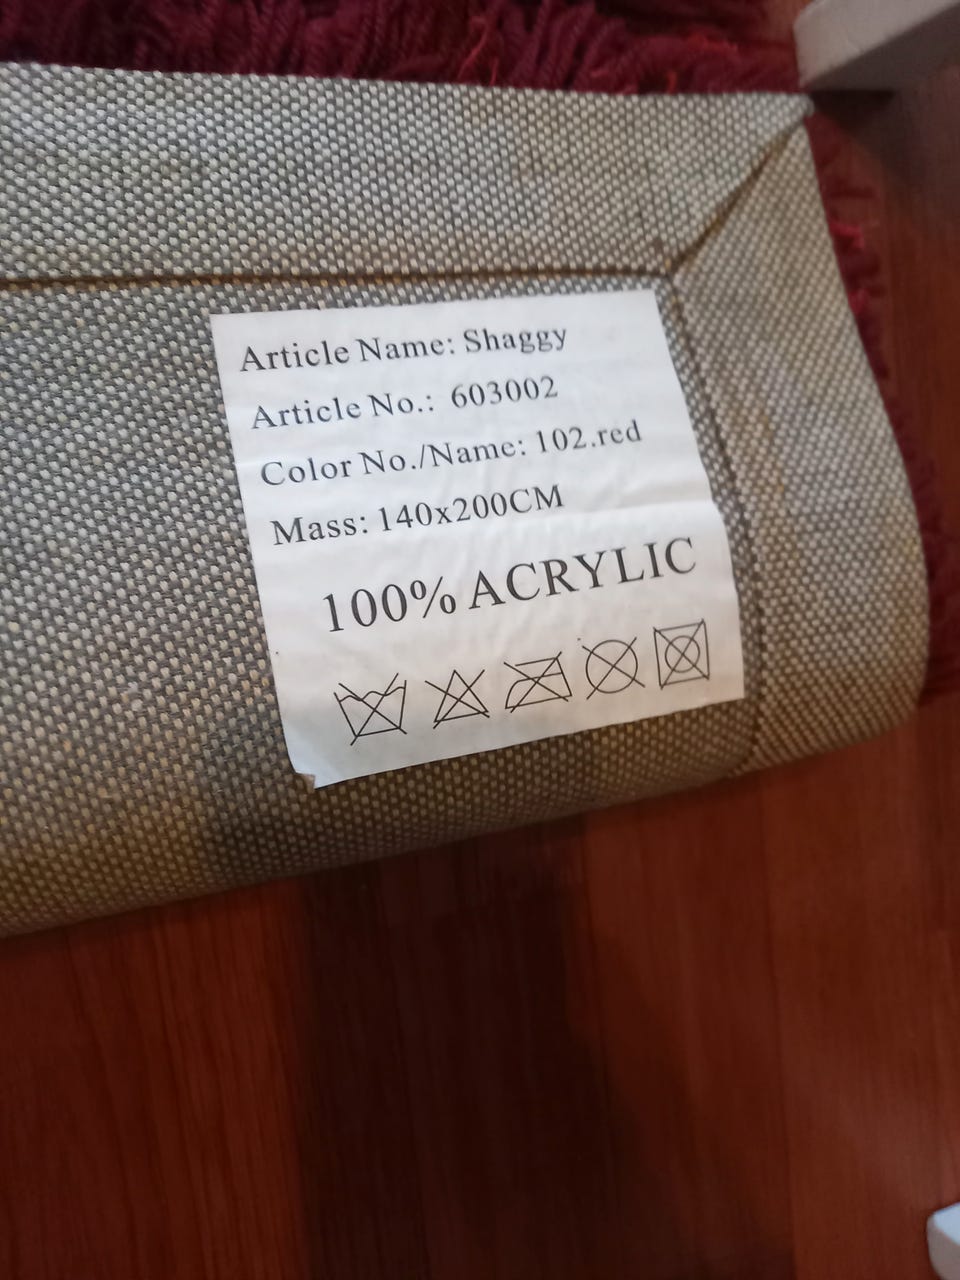 Article Name: Shaggy
Article No.: 603002
Color No./Name: 102.red
Mass: 140x200CM
100% ACRYLIC